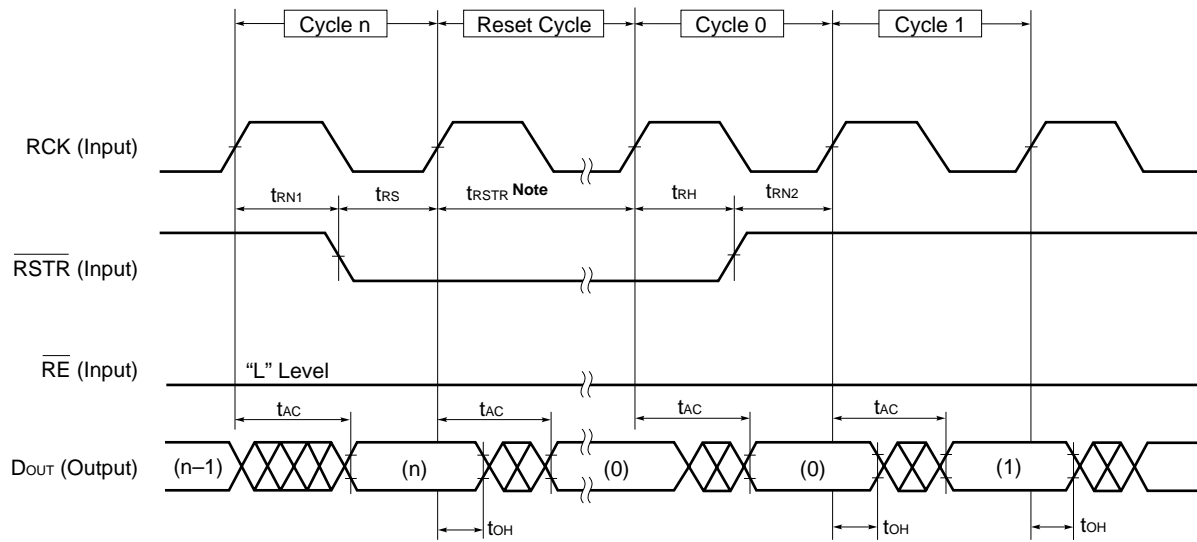 Cycle n Reset Cycle Cycle 0 Cycle 1
RCK (Input)
tRN1 tRS tRSTR Note tRH tRN2
RSTR (Input)
RE (Input) “L” Level
tAC tAC tAC tAC
DOUT (Output) (n–1) (n) (0) (0) (1)
tOH tOH tOH